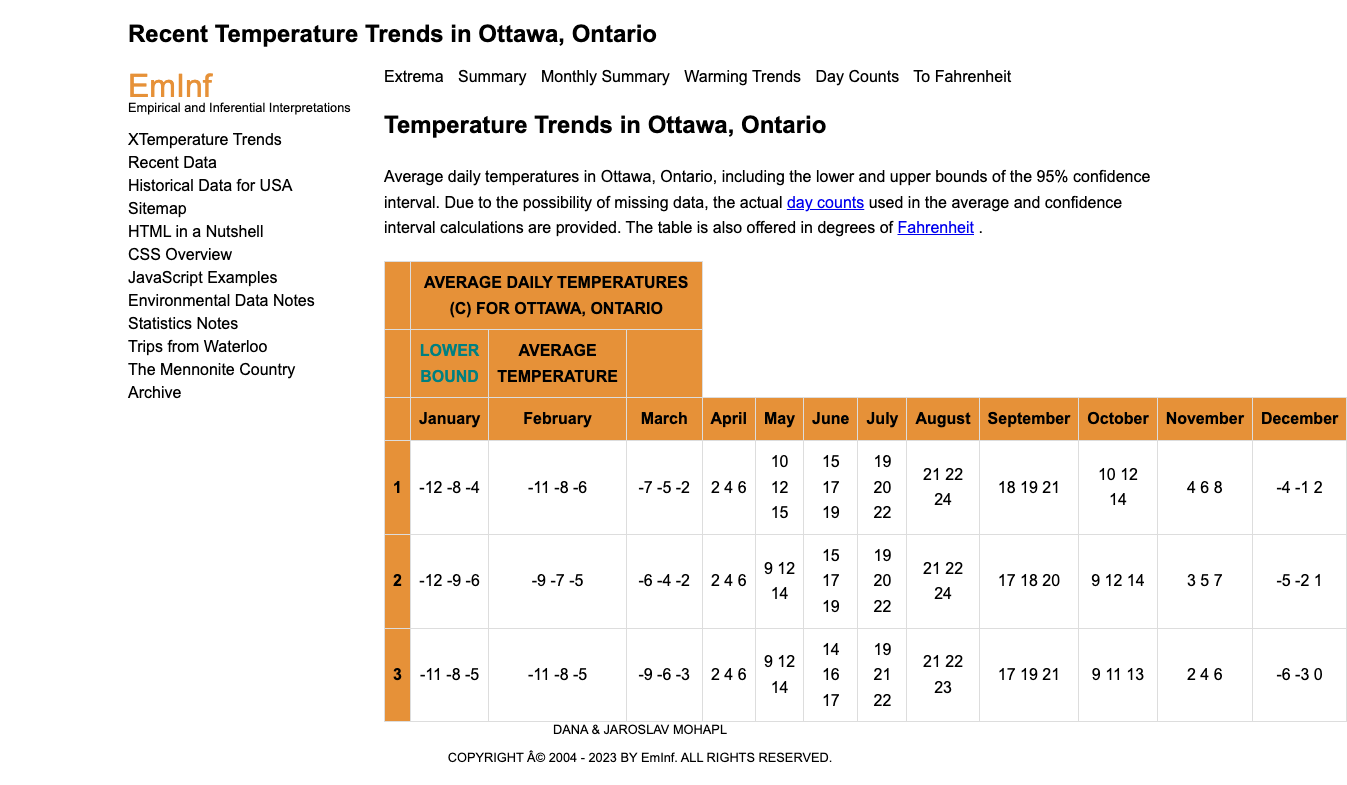 Recent Temperature Trends in Ottawa, Ontario
EmInf
Empirical and Inferential Interpretations
XTemperature Trends
Recent Data
Historical Data for USA
Sitemap
HTML in a Nutshell
CSS Overview
JavaScript Examples
Environmental Data Notes
Statistics Notes
Trips from Waterloo
The Mennonite Country
Archive
Extrema Summary Monthly Summary Warming Trends Day Counts To Fahrenheit
Temperature Trends in Ottawa, Ontario
Average daily temperatures in Ottawa, Ontario, including the lower and upper bounds of the 95% confidence
interval. Due to the possibility of missing data, the actual day counts used in the average and confidence
interval calculations are provided. The table is also offered in degrees of Fahrenheit .
AVERAGE DAILY TEMPERATURES
(C) FOR OTTAWA, ONTARIO
LOWER
BOUND
AVERAGE
TEMPERATURE
January February March April May June July August September October November December
1 -12 -8 -4 -11 -8 -6 -7 -5 -2 2 4 6 10 12 15 15 17 19 19 20 22 21 22 24 18 19 21 10 12 14 4 6 8 -4 -1 2
2 -12 -9 -6 -9 -7 -5 -6 -4 -2 2 4 6 9 12 14 15 17 19 19 20 22 21 22 24 17 18 20 9 12 14 3 5 7 -5 -2 1
3 -11 -8 -5 -11 -8 -5 -9 -6 -3 2 4 6 9 12 14 14 16 17 19 21 22 21 22 23 17 19 21 9 11 13 2 4 6 -6 -3 0
DANA & JAROSLAV MOHAPL
COPYRIGHT Â© 2004 - 2023 BY EmInf. ALL RIGHTS RESERVED.